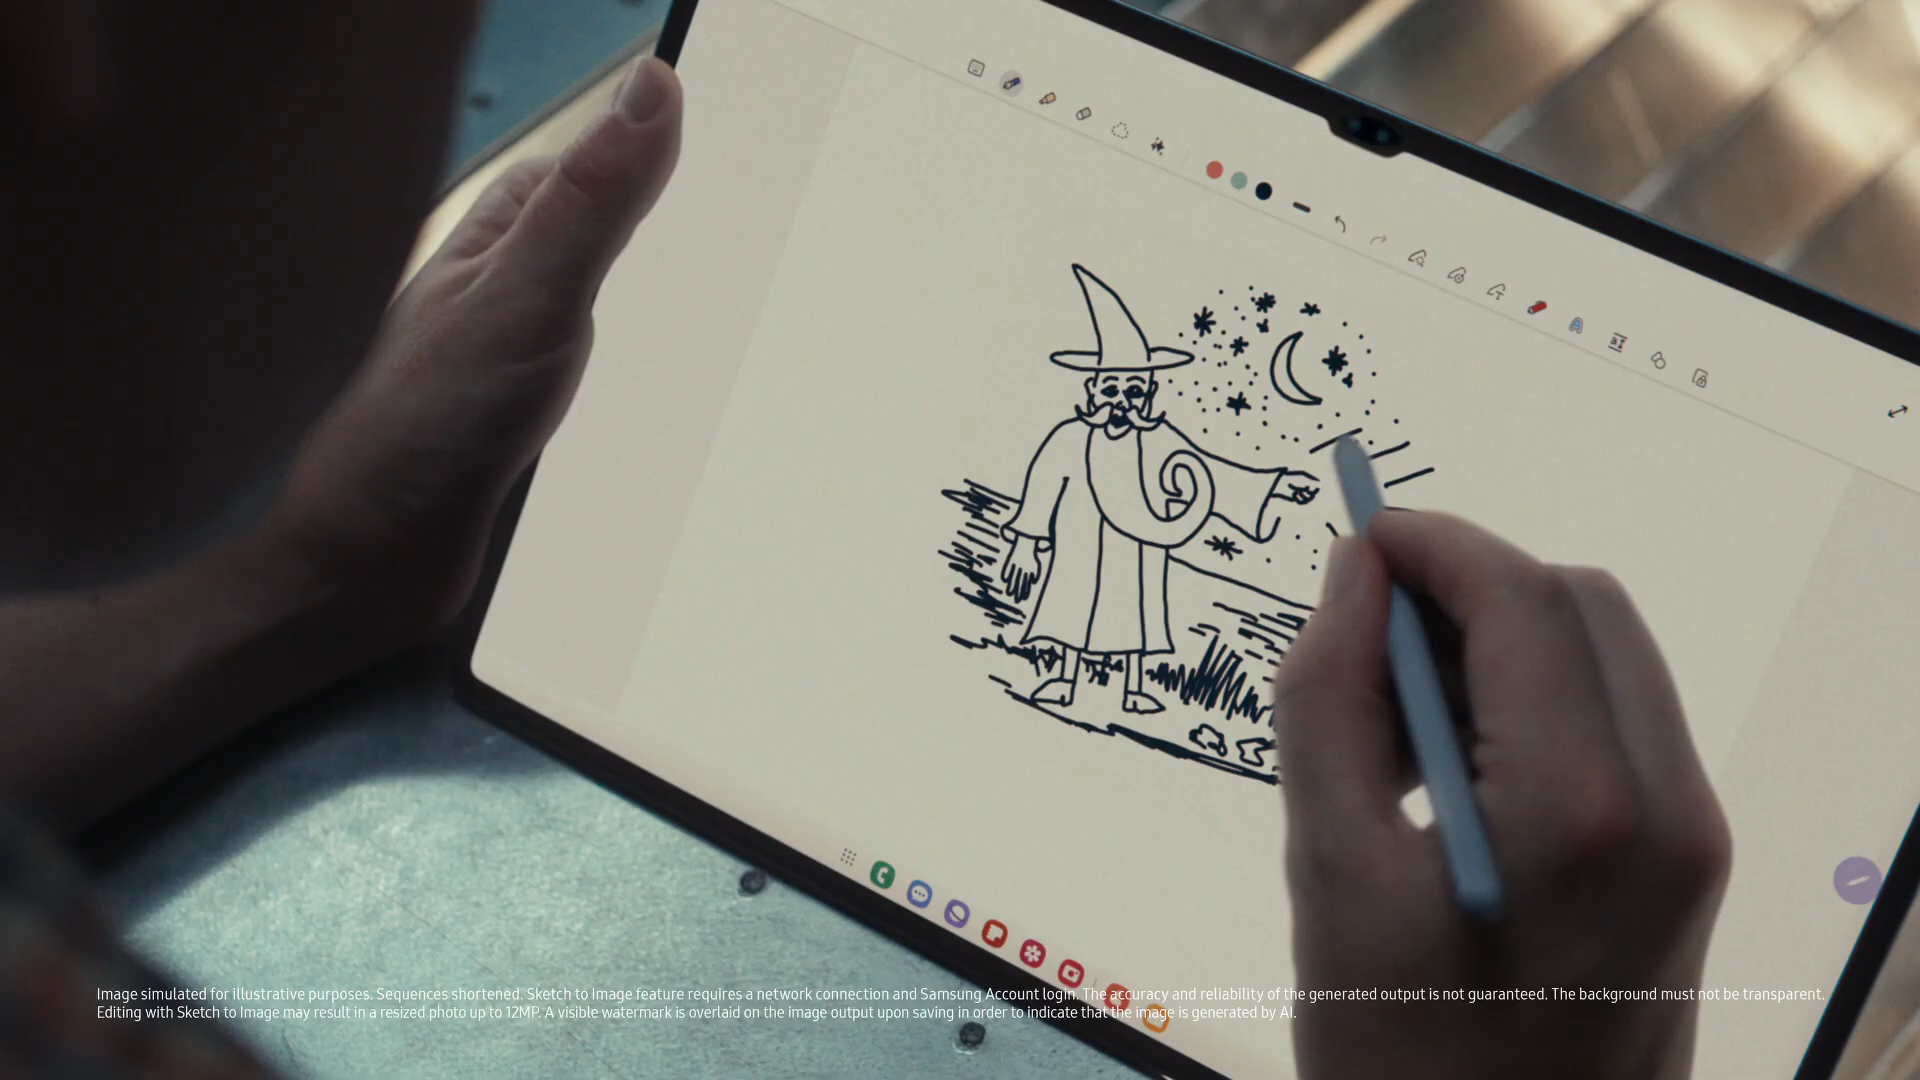 Image simulated for illustrative purposes. Sequences shortened. Sketch to Image feature requires a network connection and Samsung Account login. The accuracy and reliability of the generated output is not guaranteed. The background must not be transparent.
Editing with Sketch to Image may result in a resized photo up to 12MP. A visible watermark is overlaid on the image output upon saving in order to indicate that the image is generated by AI.